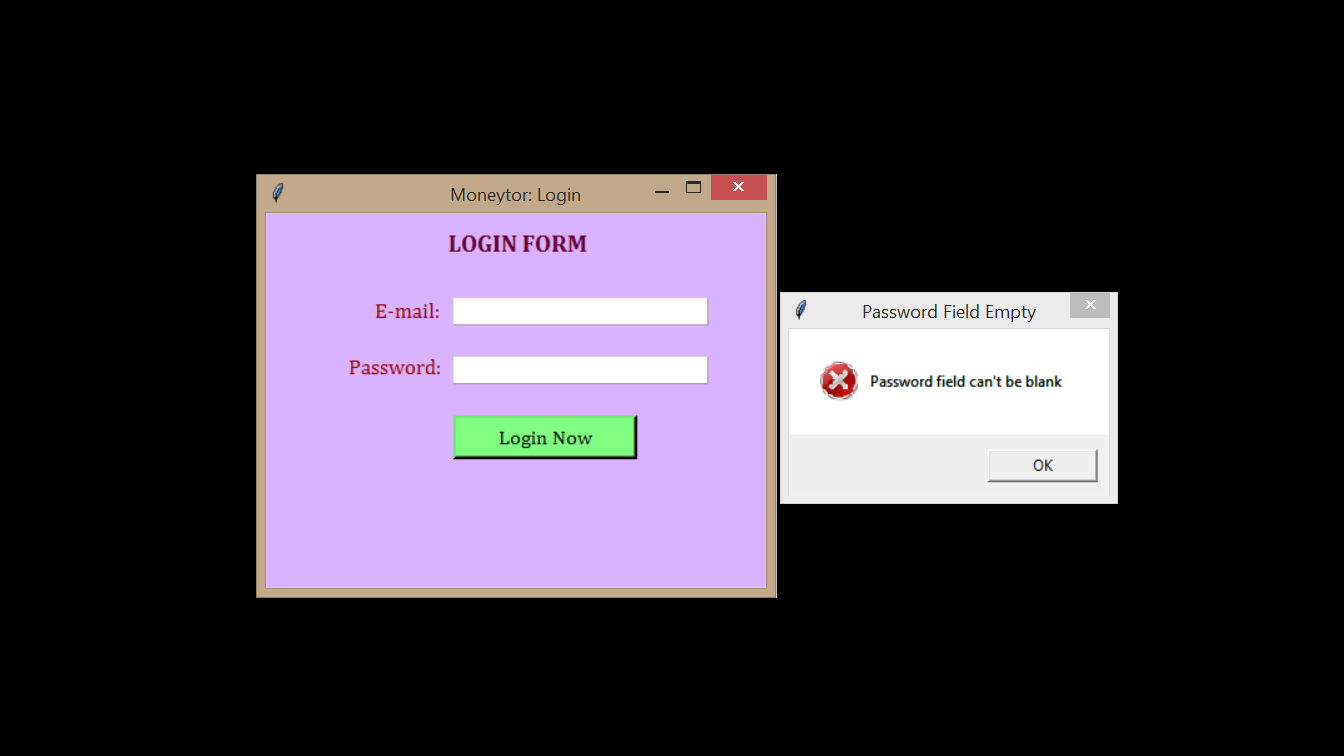 Moneytor: Login
LOGIN FORM
E-mail:
Password:
Login Now
Password Field Empty
Password field can't be blank
OK